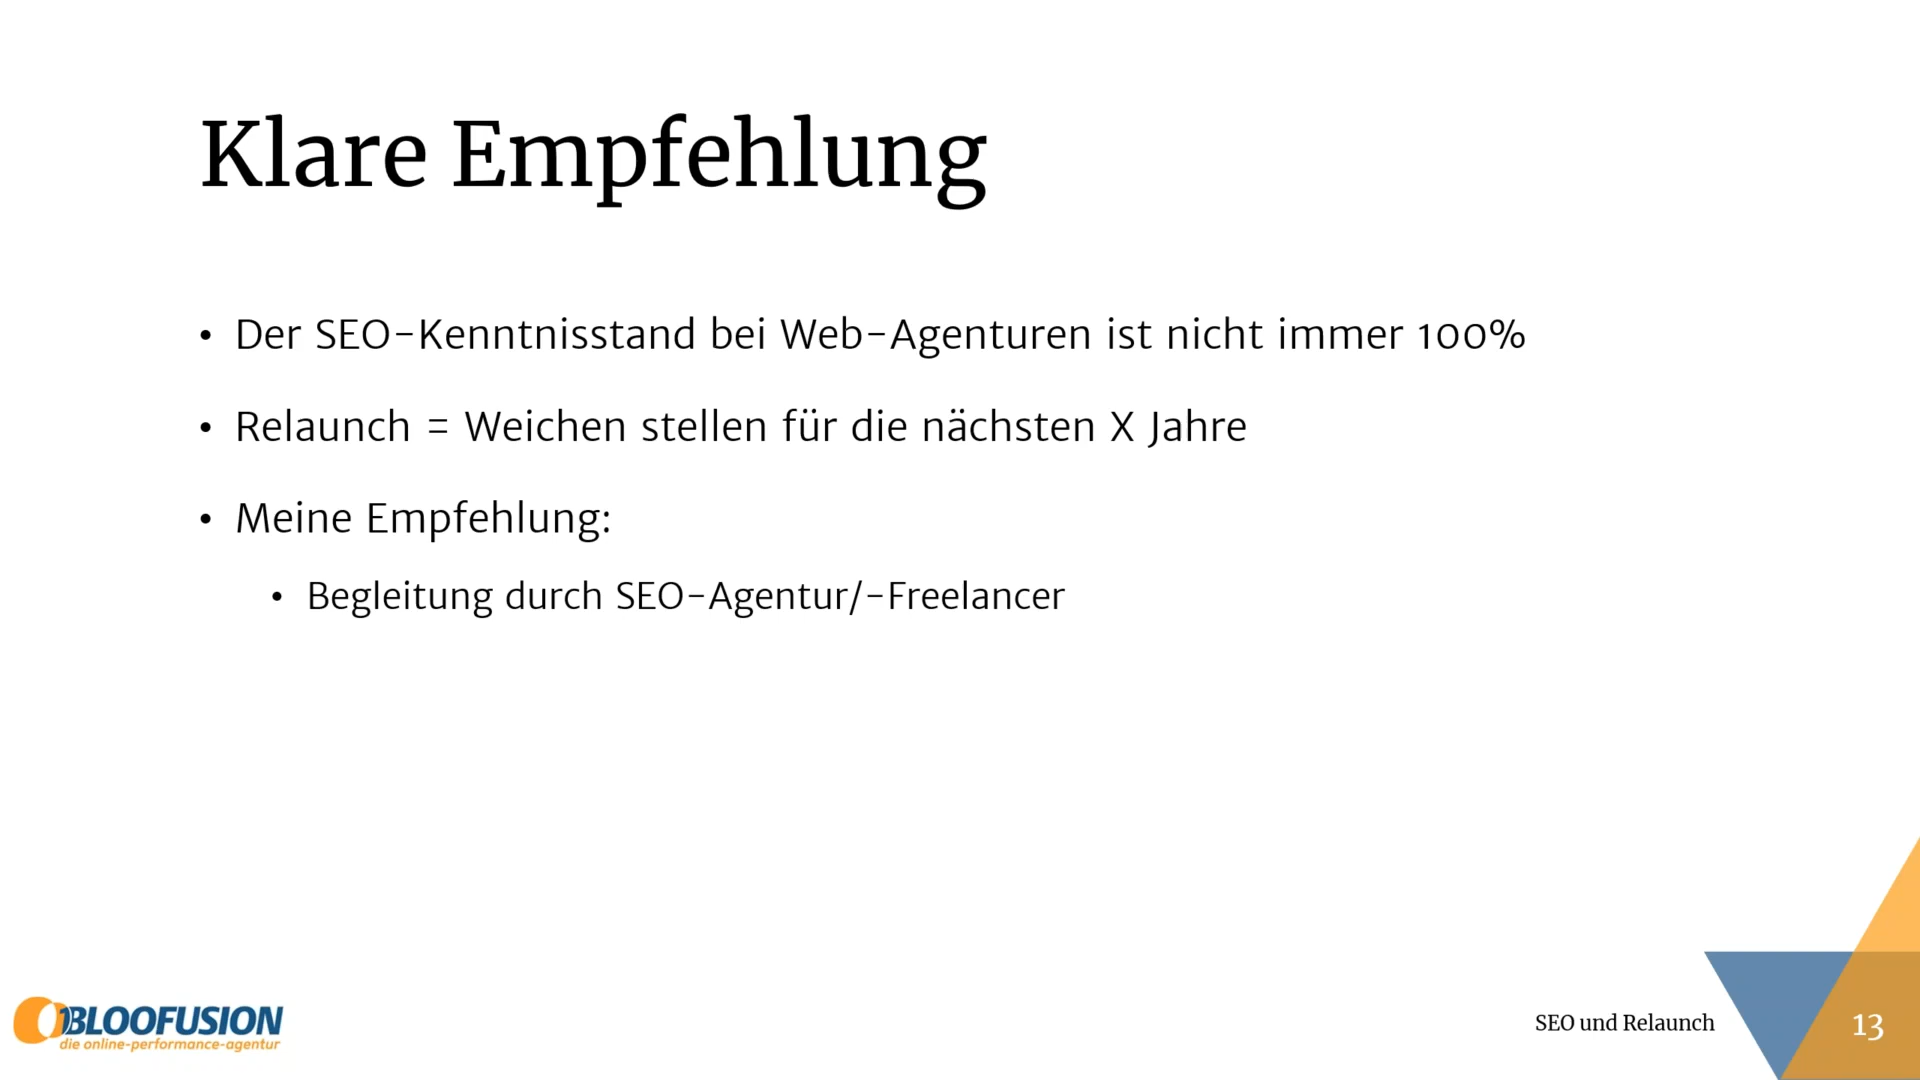 Klare Empfehlung
• Der SEO-Kenntnisstand bei Web-Agenturen ist nicht immer 100%
• Relaunch = Weichen stellen für die nächsten X Jahre
• Meine Empfehlung:
• Begleitung durch SEO-Agentur/-Freelancer
BLOOFUSION
die online-performance-agentur
SEO und Relaunch
13